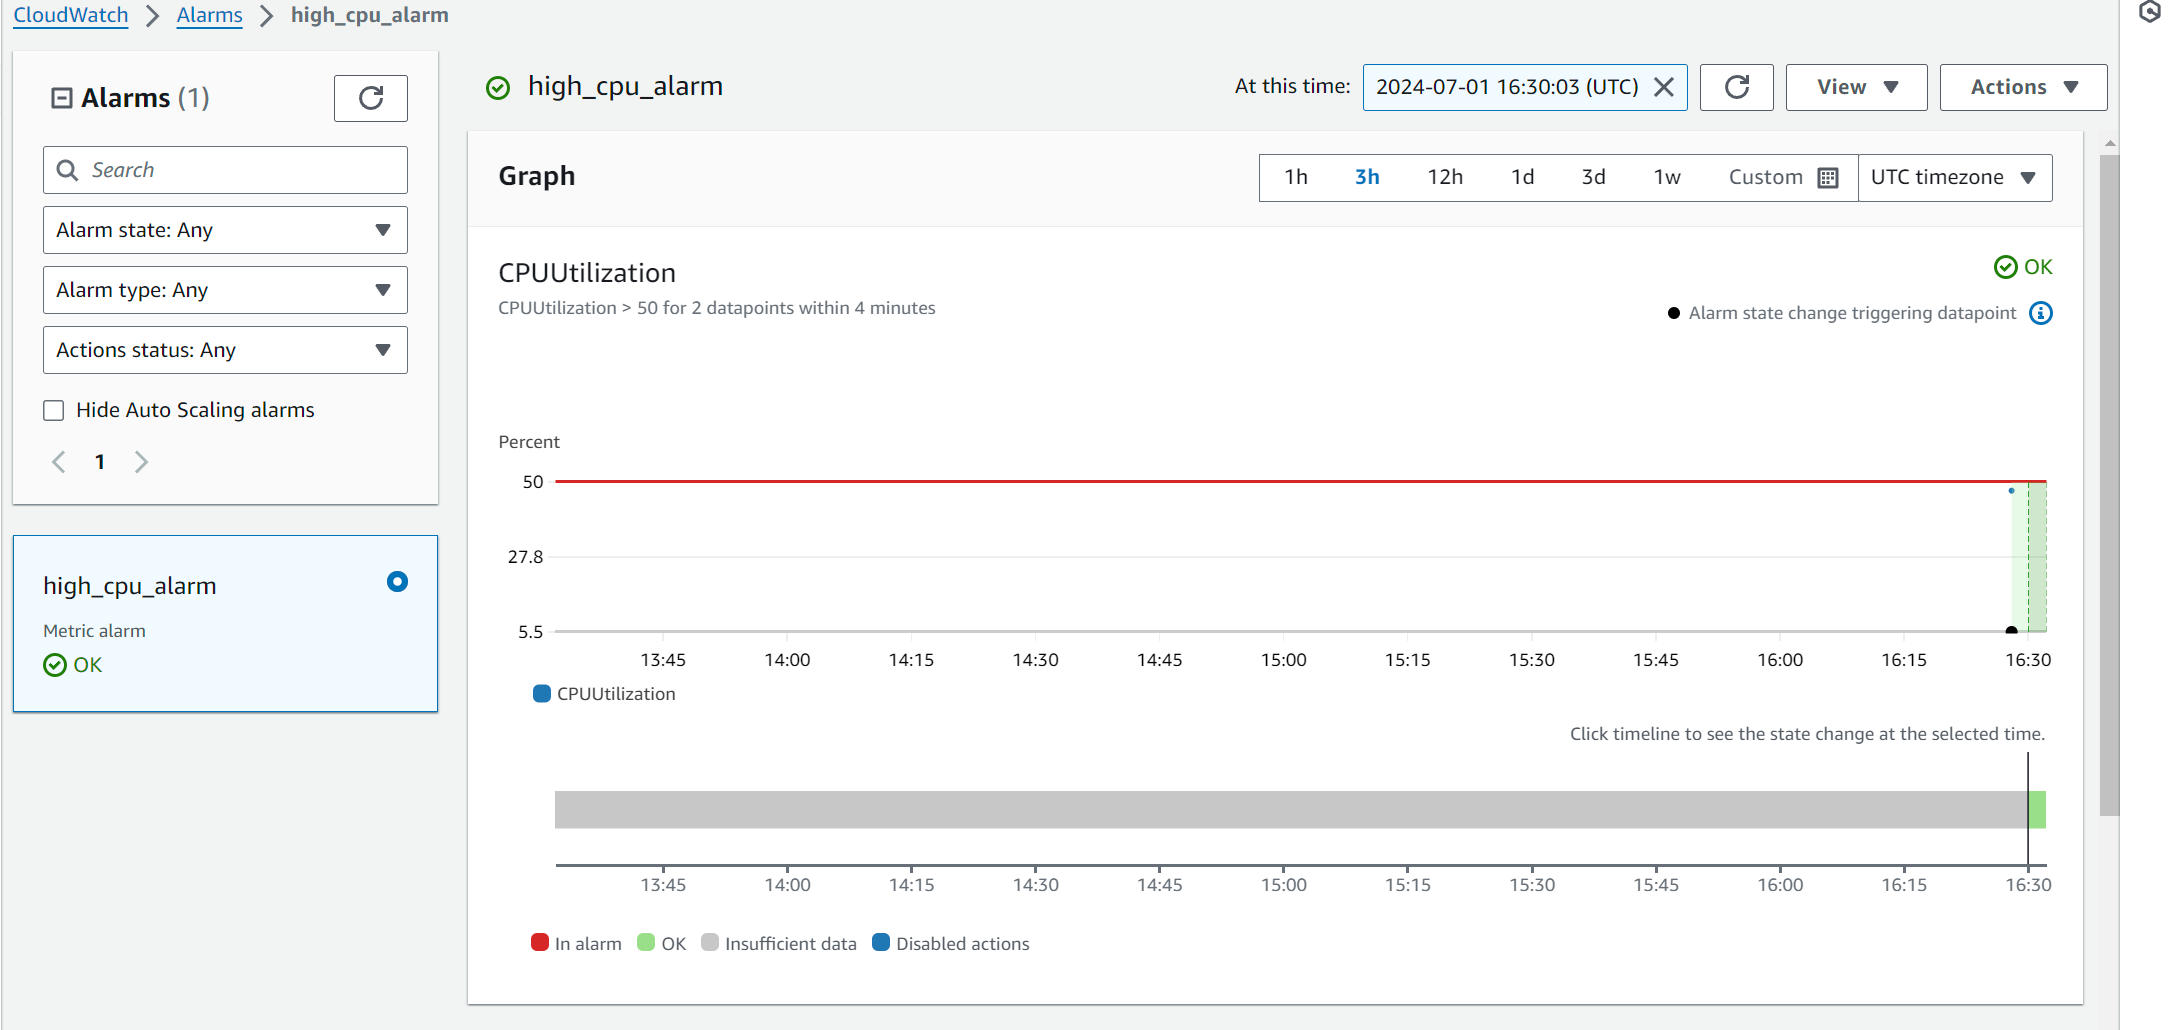 CloudWatch > Alarms > high_cpu_alarm
Alarms (1)
Search
Alarm state: Any
Alarm type: Any
Actions status: Any
Hide Auto Scaling alarms
1
high_cpu_alarm
Metric alarm
OK
high_cpu_alarm
At this time: 2024-07-01 16:30:03 (UTC) View Actions
Graph
1h 3h 12h 1d 3d 1w Custom UTC timezone
CPUUtilization
OK
CPUUtilization > 50 for 2 datapoints within 4 minutes
Alarm state change triggering datapoint
Percent
50
27.8
5.5
13:45 14:00 14:15 14:30 14:45 15:00 15:15 15:30 15:45 16:00 16:15 16:30
CPUUtilization
Click timeline to see the state change at the selected time.
13:45 14:00 14:15 14:30 14:45 15:00 15:15 15:30 15:45 16:00 16:15 16:30
In alarm OK Insufficient data Disabled actions